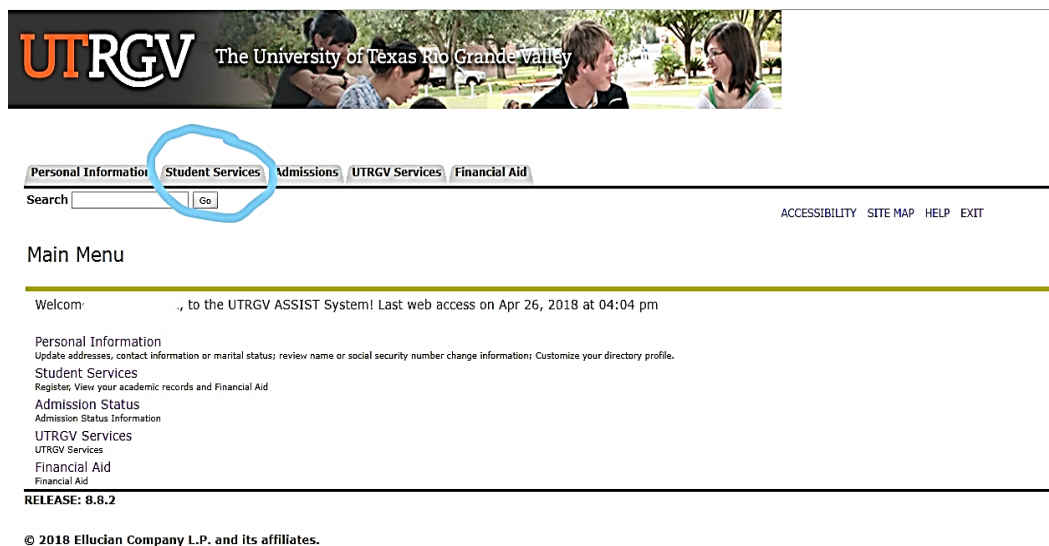 UTRGV The University of Texas Rio Grande Valley
Personal Information Student Services Admissions UTRGV Services Financial Aid
Search Go
ACCESSIBILITY SITE MAP HELP EXIT
Main Menu
Welcom ., to the UTRGV ASSIST System! Last web access on Apr 26, 2018 at 04:04 pm
Personal Information
Update addresses, contact information or marital status; review name or social security number change information; Customize your directory profile.
Student Services
Register, View your academic records and Financial Aid
Admission Status
Admission Status Information
UTRGV Services
UTRGV Services
Financial Aid
Financial Aid
RELEASE: 8.8.2
© 2018 Ellucian Company L.P. and its affiliates.